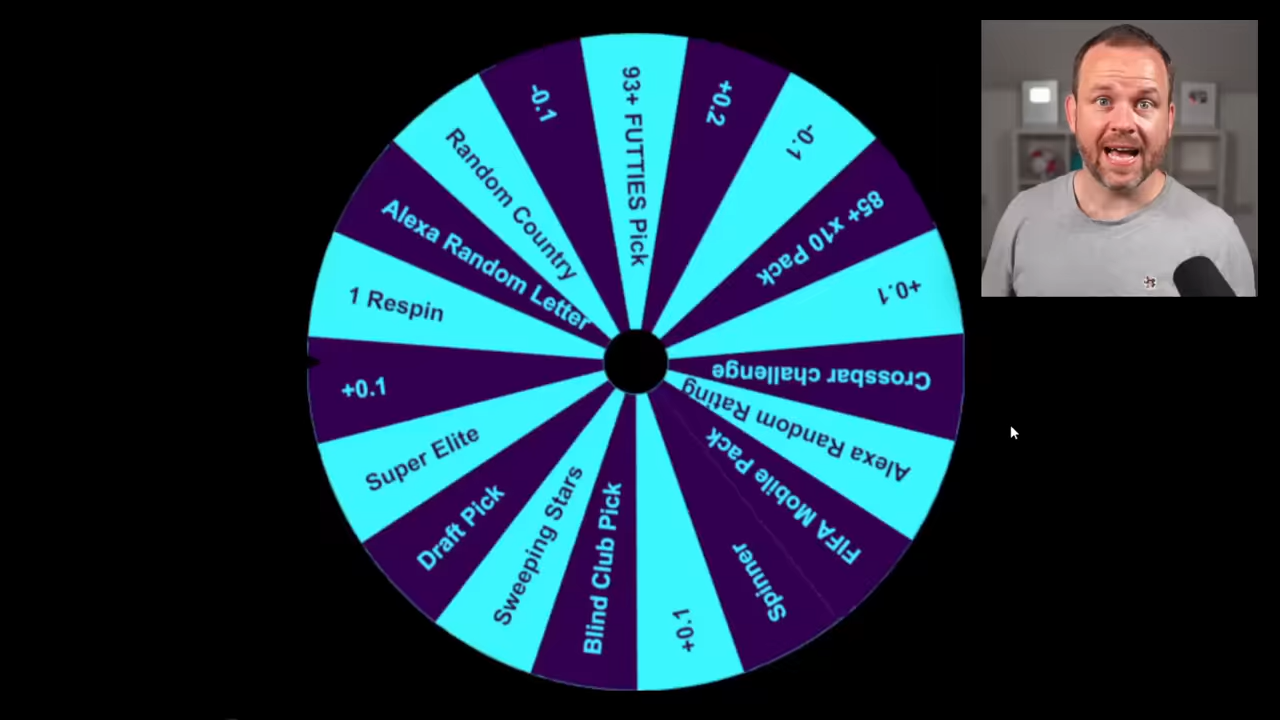 93+ FUTTIES Pick
+0.2
-0.1
85+ x10 Pack
+0.1
Crossbar challenge
Alexa Random Rating
FIFA Mobile Pack
Spinner
+0.1
Blind Club Pick
Sweeping Stars
Draft Pick
Super Elite
+0.1
1 Respin
Alexa Random Letter
Random Country
-0.1